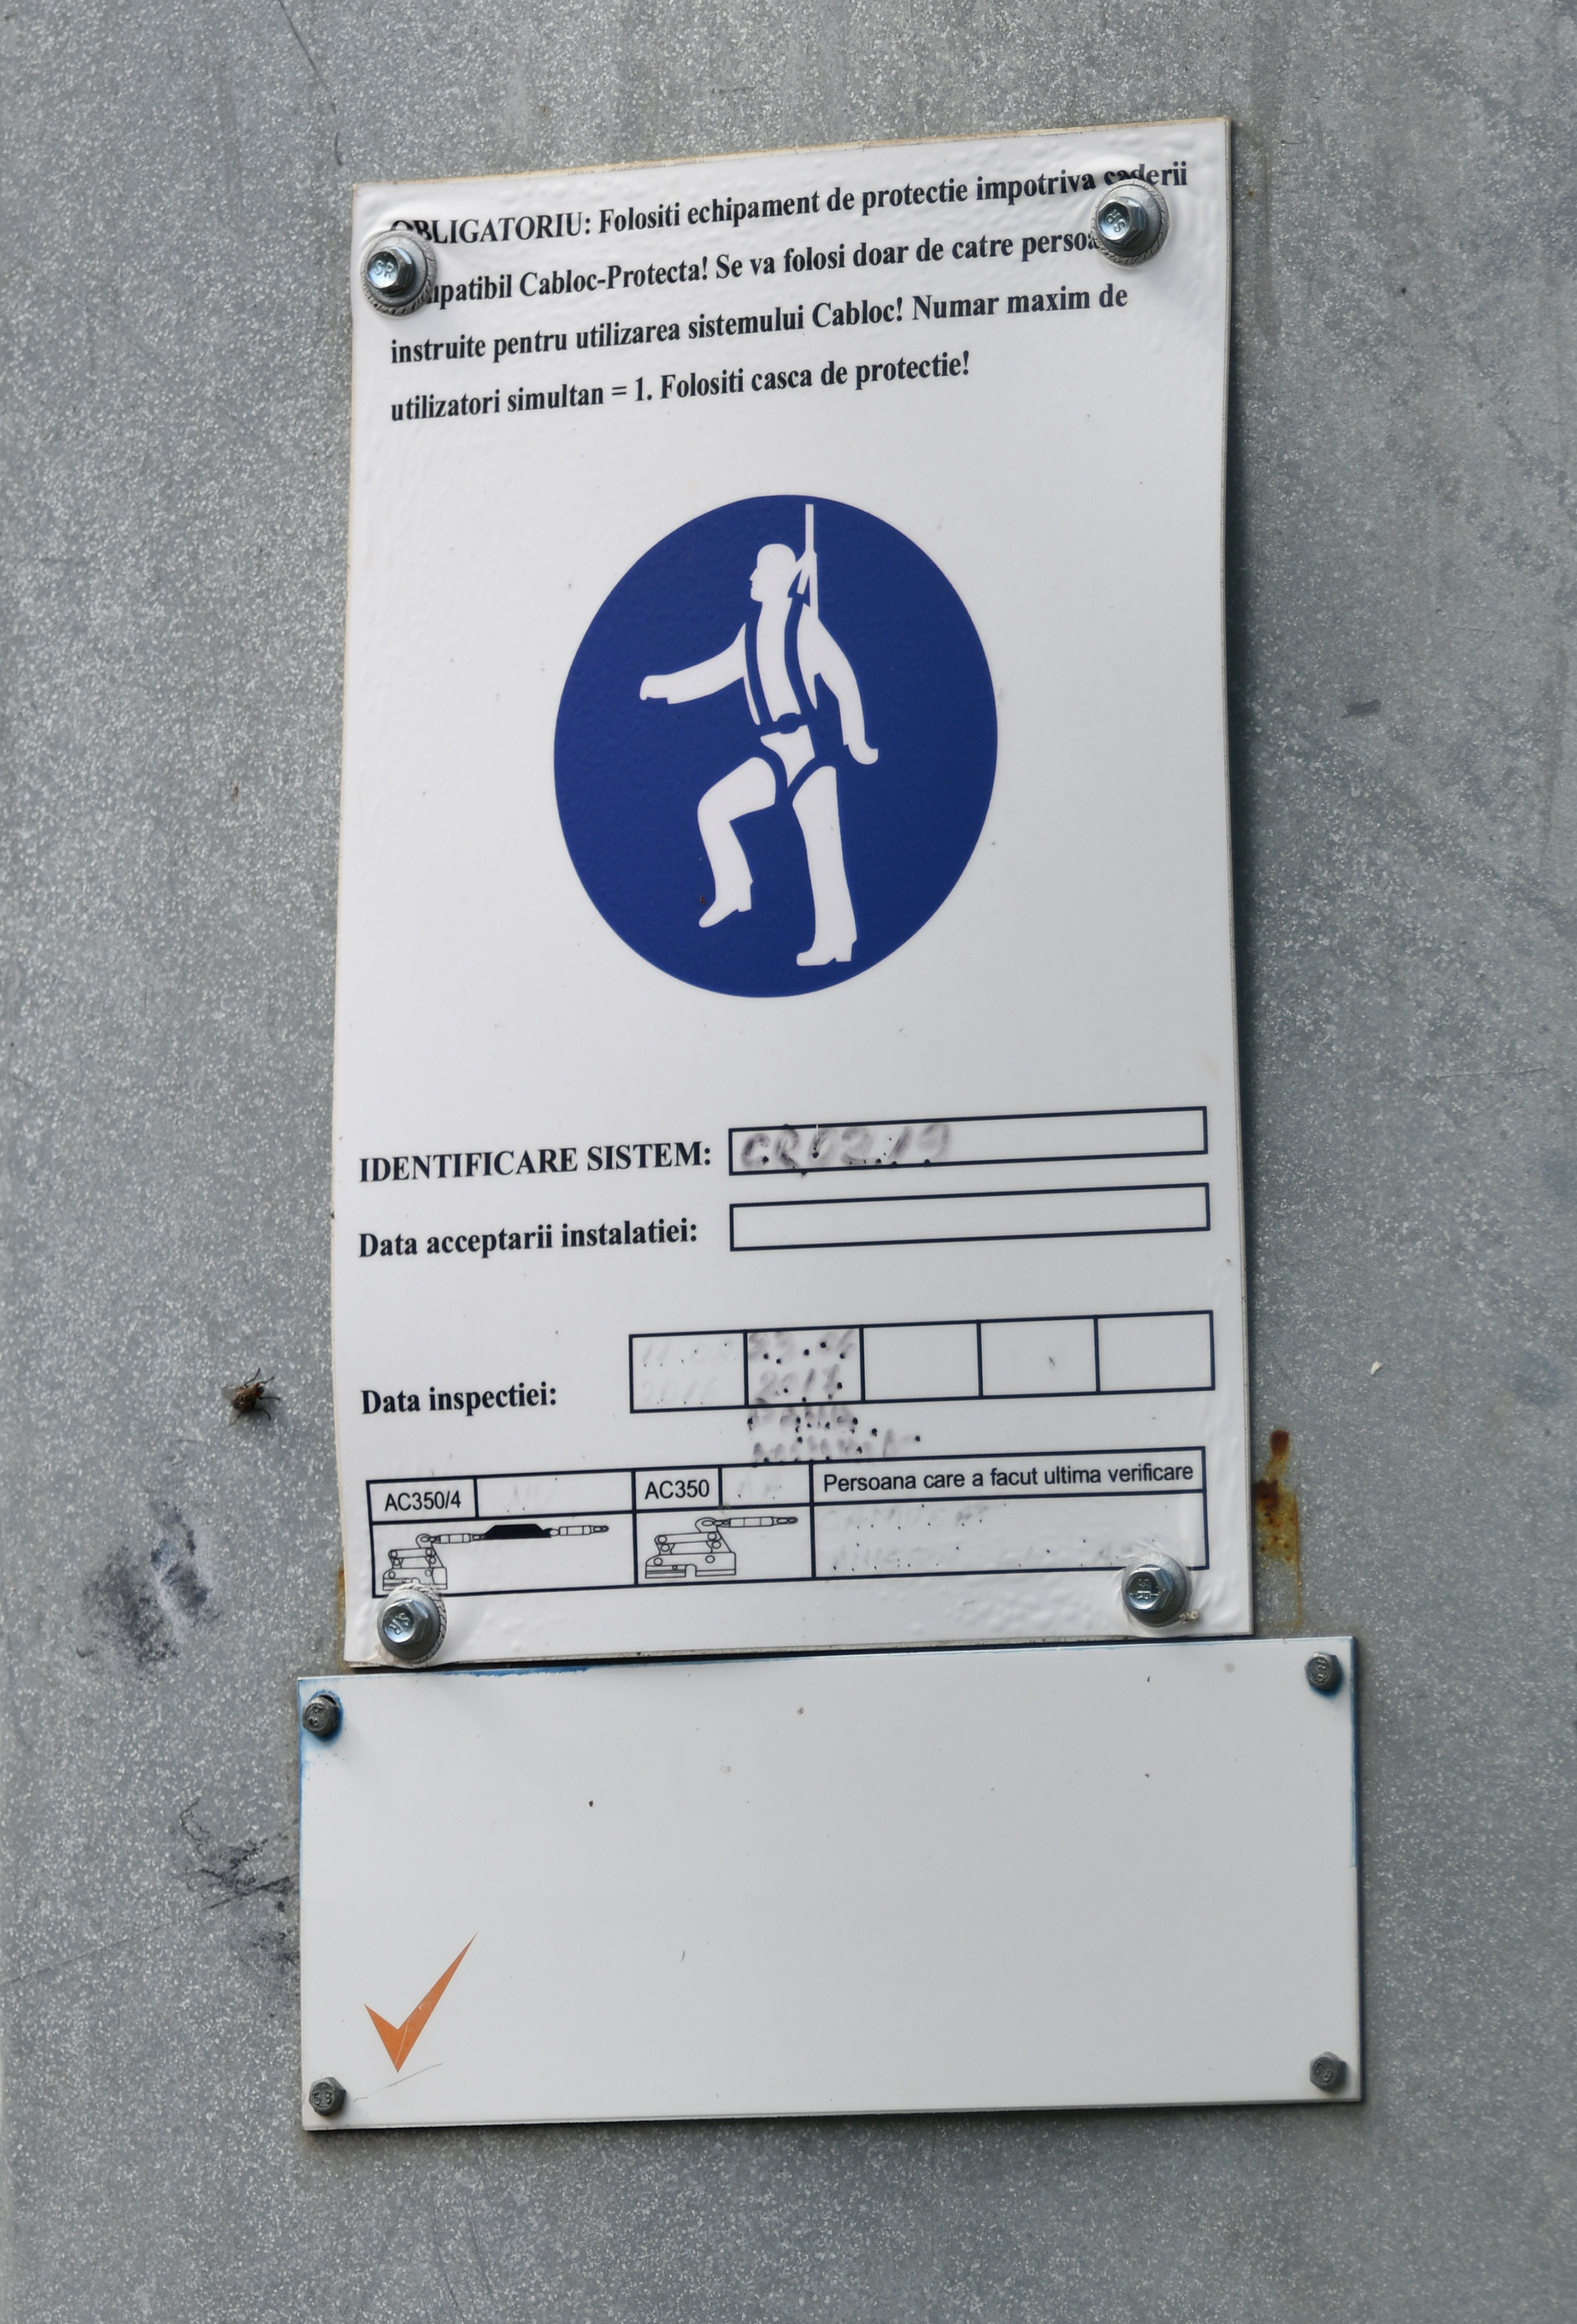 OBLIGATORIU: Folositi echipament de protectie impotriva caderii
Cabloc-Protecta! Se va folosi doar de catre
instruite pentru utilizarea sistemului Cabloc! Numar maxim de
utilizatori simultan = 1. Folositi casca de protectie!
IDENTIFICARE SISTEM:
Data acceptarii instalatiei:
Data inspectiei:
2017
AC350/4
AC350
Persoana care a facut ultima verificare